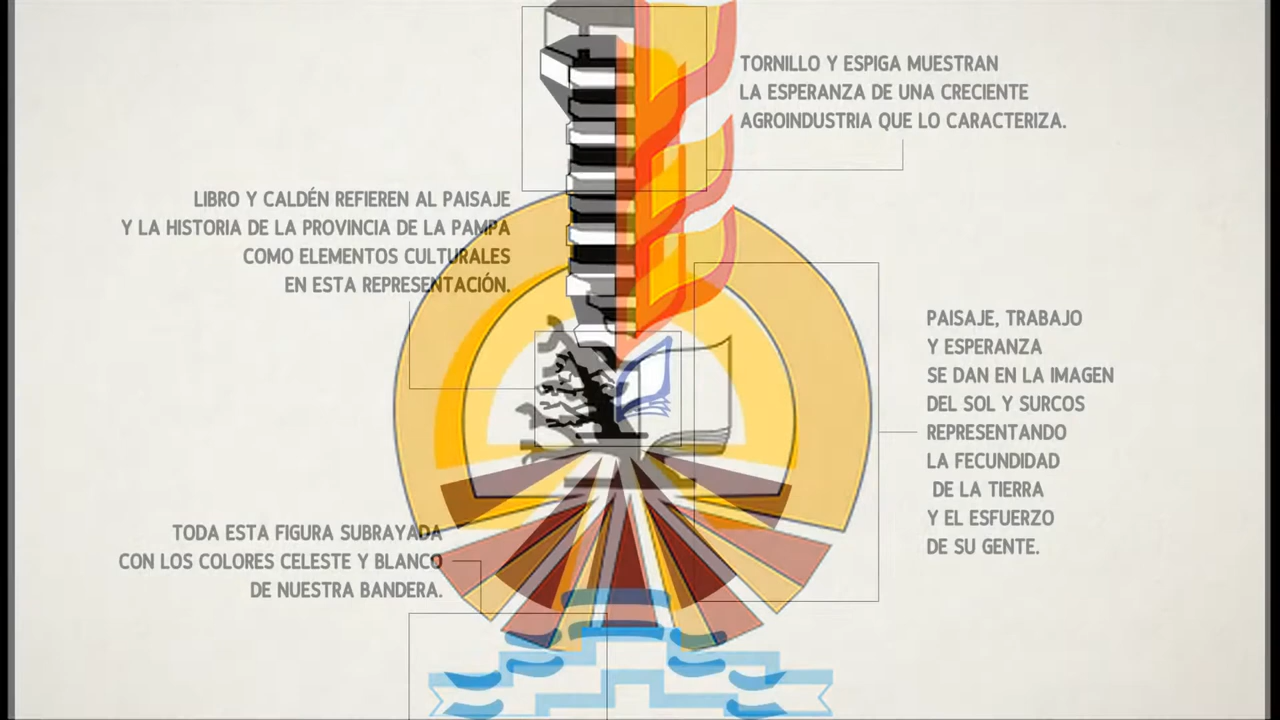 TORNILLO Y ESPIGA MUESTRAN
LA ESPERANZA DE UNA CRECIENTE
AGROINDUSTRIA QUE LO CARACTERIZA.
LIBRO Y CALDÉN REFIEREN AL PAISAJE
Y LA HISTORIA DE LA PROVINCIA DE LA PAMPA
COMO ELEMENTOS CULTURALES
EN ESTA REPRESENTACIÓN.
PAISAJE, TRABAJO
Y ESPERANZA
SE DAN EN LA IMAGEN
DEL SOL Y SURCOS
REPRESENTANDO
LA FECUNDIDAD
DE LA TIERRA
Y EL ESFUERZO
DE SU GENTE.
TODA ESTA FIGURA SUBRAYADA
CON LOS COLORES CELESTE Y BLANCO
DE NUESTRA BANDERA.